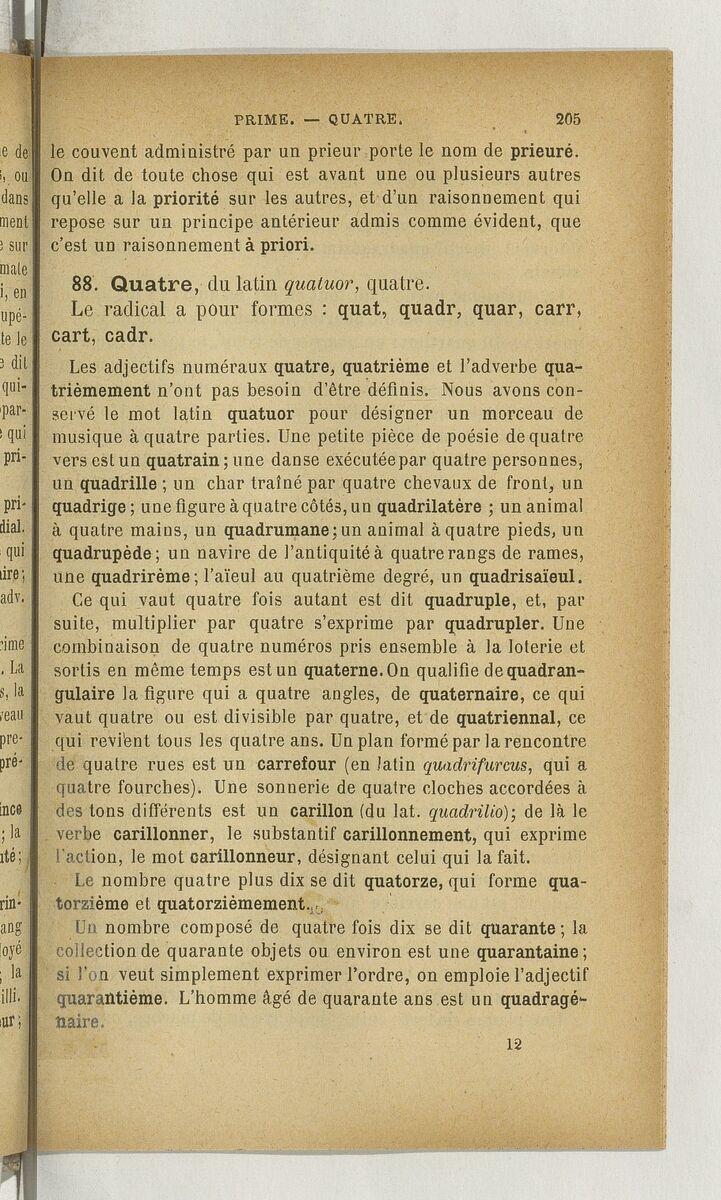 PRIME. — QUATRE. 205
le couvent administré par un prieur porte le nom de prieuré.
On dit de toute chose qui est avant une ou plusieurs autres
qu'elle a la priorité sur les autres, et d'un raisonnement qui
repose sur un principe antérieur admis comme évident, que
c'est un raisonnement à priori.
88. Quatre, du latin quatuor, quatre.
Le radical a pour formes : quat, quadr, quar, carr,
cart, cadr.
Les adjectifs numéraux quatre, quatrième et l'adverbe qua-
trièmement n'ont pas besoin d'être définis. Nous avons con-
servé le mot latin quatuor pour désigner un morceau de
musique à quatre parties. Une petite pièce de poésie de quatre
vers est un quatrain ; une danse exécutée par quatre personnes,
un quadrille ; un char traîné par quatre chevaux de front, un
quadrige ; une figure à quatre côtés, un quadrilatère ; un animal
à quatre mains, un quadrumane ; un animal à quatre pieds, un
quadrupède ; un navire de l'antiquité à quatre rangs de rames,
une quadrirème ; l'aïeul au quatrième degré, un quadrisaïeul.
Ce qui vaut quatre fois autant est dit quadruple, et, par
suite, multiplier par quatre s'exprime par quadrupler. Une
combinaison de quatre numéros pris ensemble à la loterie et
sortis en même temps est un quaterne. On qualifie de quadran-
gulaire la figure qui a quatre angles, de quaternaire, ce qui
vaut quatre ou est divisible par quatre, et de quatriennal, ce
qui revient tous les quatre ans. Un plan formé par la rencontre
de quatre rues est un carrefour (en latin quadrifurcus, qui a
quatre fourches). Une sonnerie de quatre cloches accordées à
des tons différents est un carillon (du lat. quadrilio) ; de là le
verbe carillonner, le substantif carillonnement, qui exprime
l'action, le mot carillonneur, désignant celui qui la fait.
Le nombre quatre plus dix se dit quatorze, qui forme qua-
torzième et quatorzièmement.
Un nombre composé de quatre fois dix se dit quarante ; la
collection de quarante objets ou environ est une quarantaine ;
si l'on veut simplement exprimer l'ordre, on emploie l'adjectif
quarantième. L'homme âgé de quarante ans est un quadragé-
naire.
12